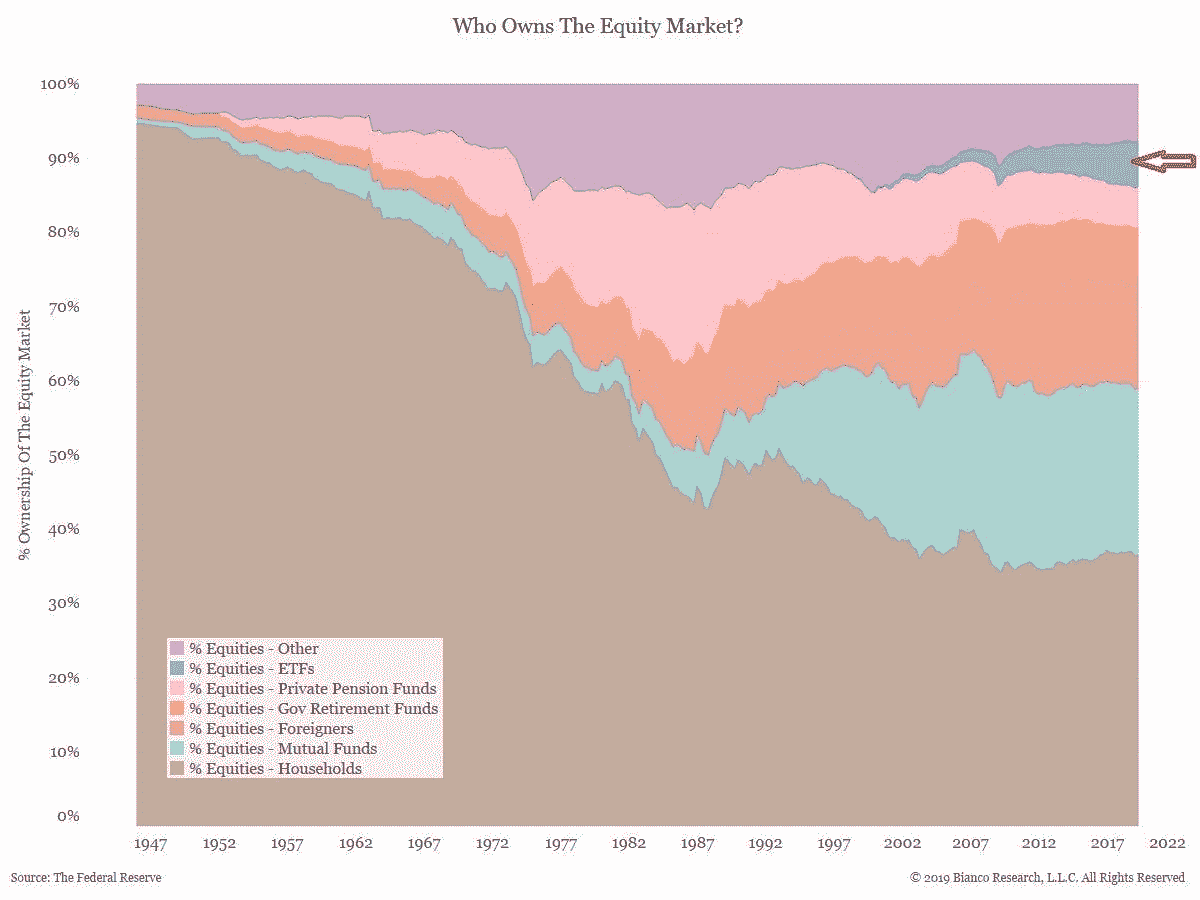 Who Owns The Equity Market?
100%
90%
80%
70%
60%
50%
40%
30%
20%
10%
0%
% Ownership Of The Equity Market
% Equities - Other
% Equities - ETFs
% Equities - Private Pension Funds
% Equities - Gov Retirement Funds
% Equities - Foreigners
% Equities - Mutual Funds
% Equities - Households
1947 1952 1957 1962 1967 1972 1977 1982 1987 1992 1997 2002 2007 2012 2017 2022
Source: The Federal Reserve
© 2019 Bianco Research, L.L.C. All Rights Reserved